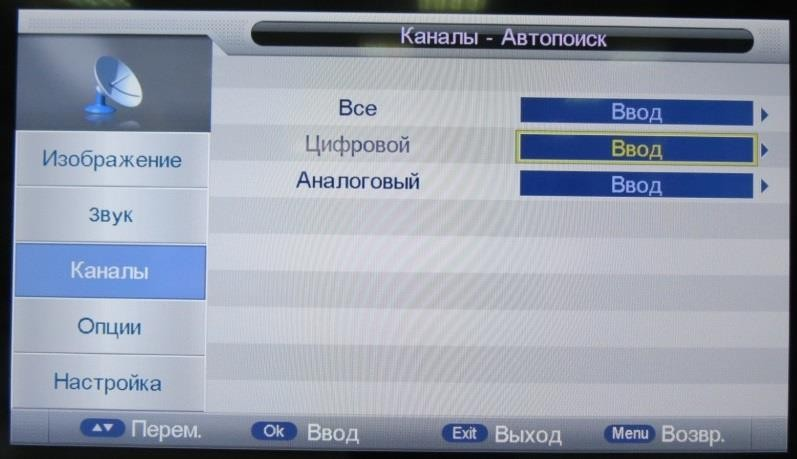 Каналы - Автопоиск
Все Ввод
Цифровой Ввод
Аналоговый Ввод
Изображение
Звук
Каналы
Опции
Настройка
Перем. Ok Ввод Exit Выход Menu Возвр.